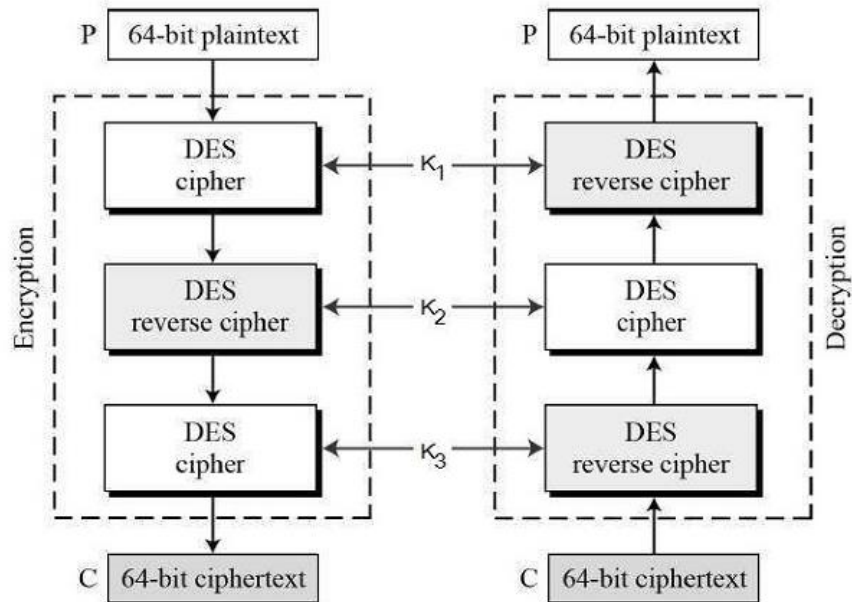 P 64-bit plaintext
P 64-bit plaintext
Encryption
DES
cipher
K1
DES
reverse cipher
DES
reverse cipher
K2
DES
cipher
DES
cipher
K3
DES
reverse cipher
Decryption
C 64-bit ciphertext
C 64-bit ciphertext